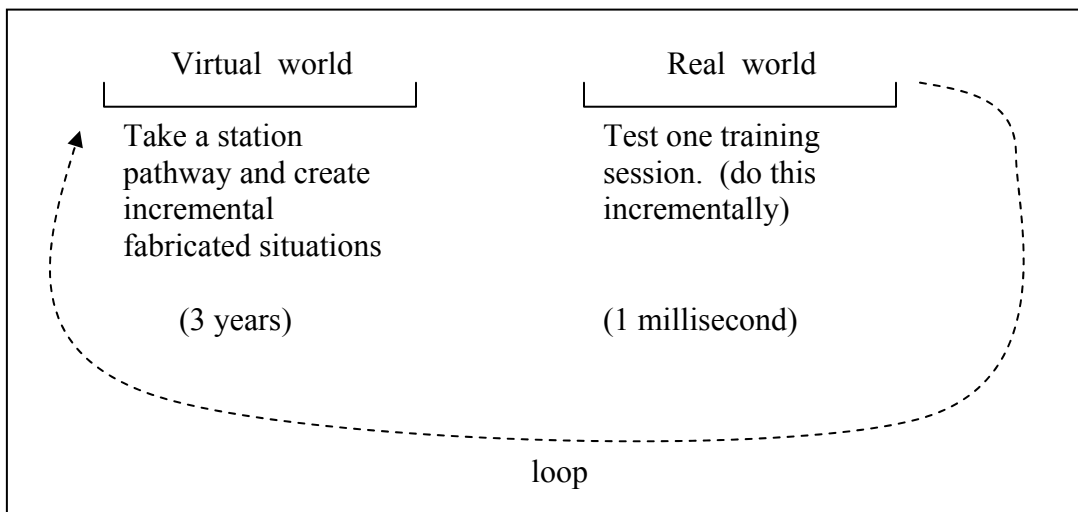 Virtual world
Take a station
pathway and create
incremental
fabricated situations
(3 years)
Real world
Test one training
session. (do this
incrementally)
(1 millisecond)
loop